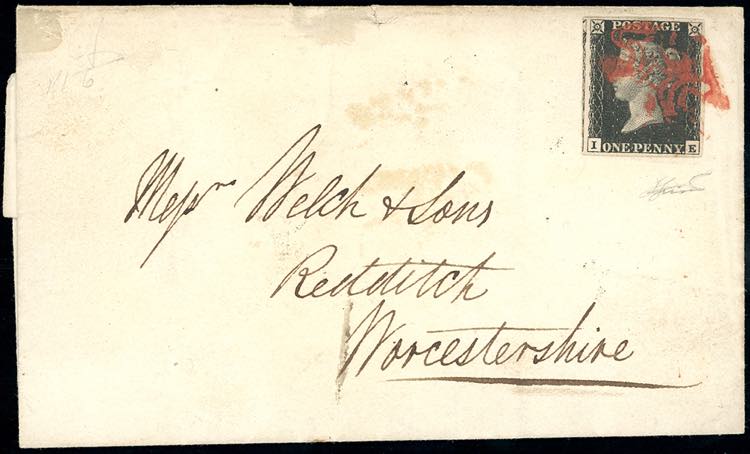 POSTAGE
I ONE PENNY E
Messrs Welch & Sons
Redditch
Worcestershire